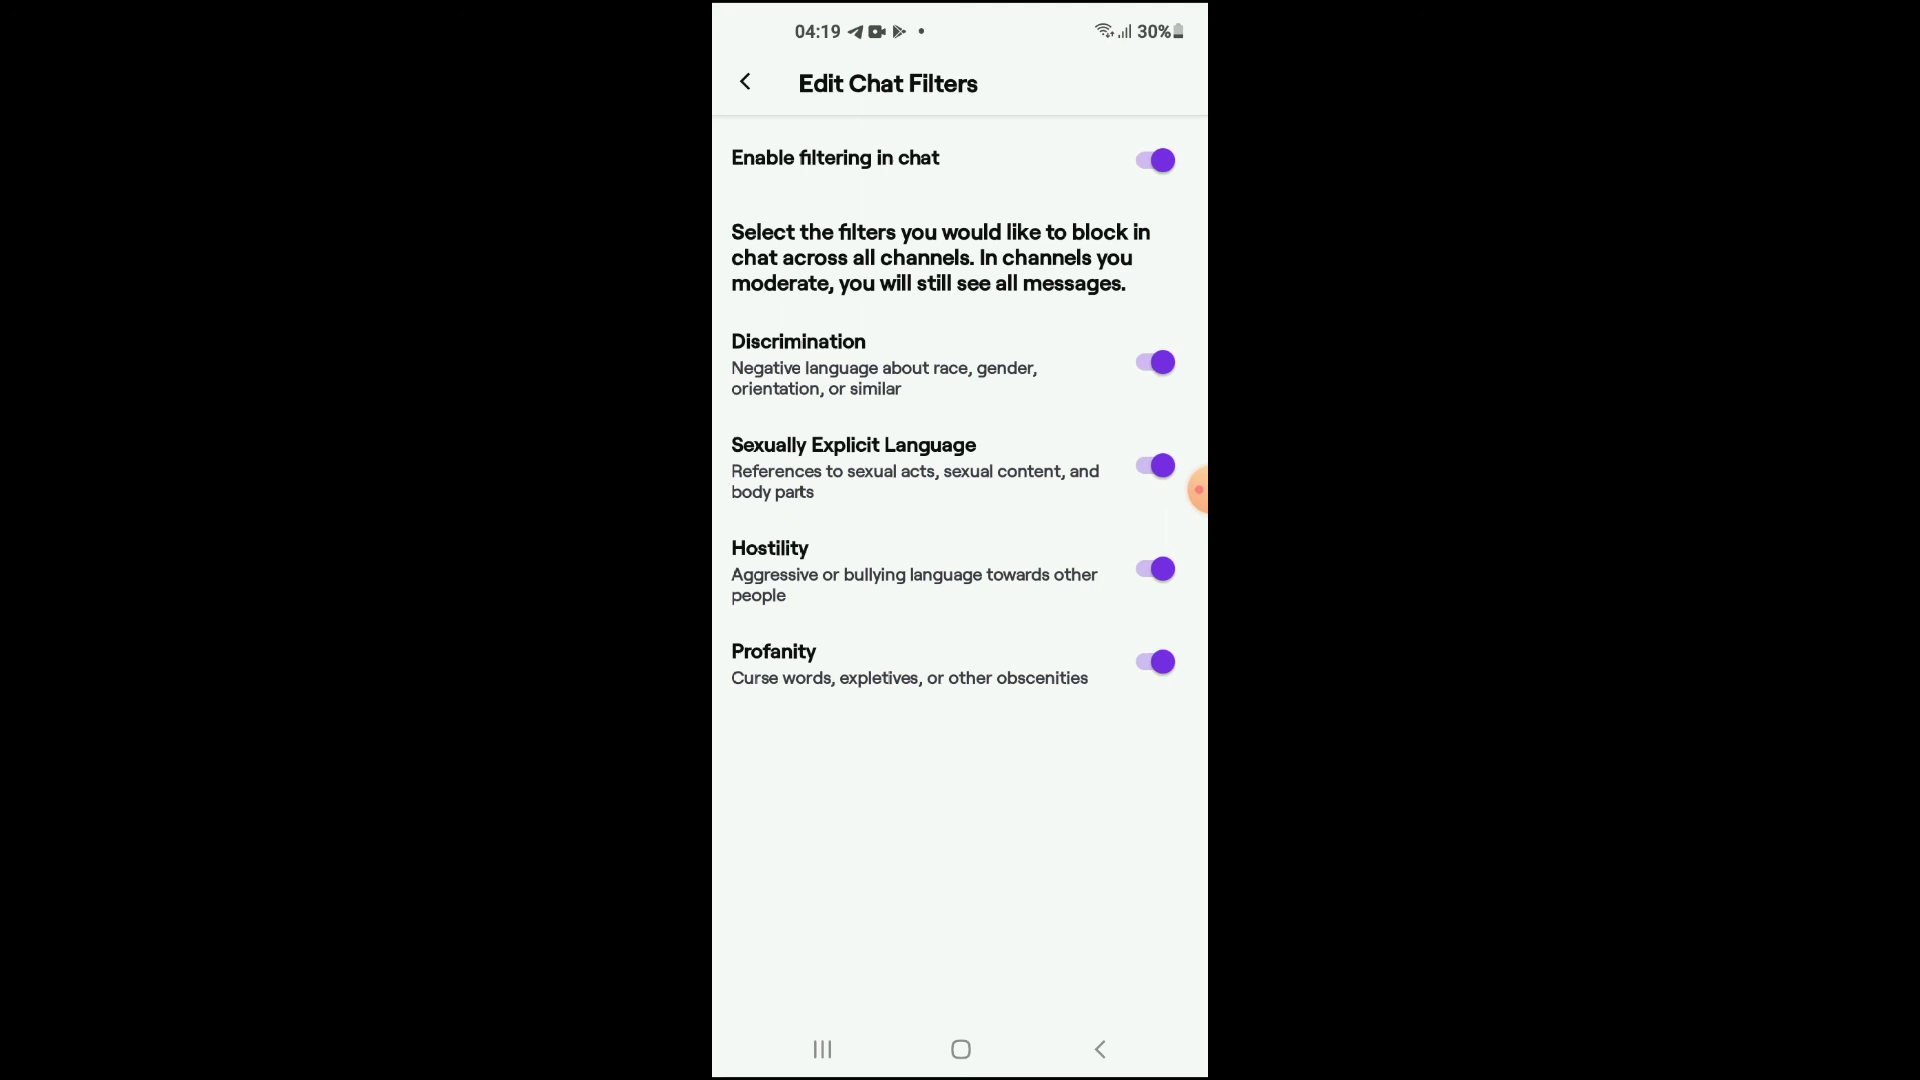 04:19
30%
Edit Chat Filters
Enable filtering in chat
Select the filters you would like to block in
chat across all channels. In channels you
moderate, you will still see all messages.
Discrimination
Negative language about race, gender,
orientation, or similar
Sexually Explicit Language
References to sexual acts, sexual content, and
body parts
Hostility
Aggressive or bullying language towards other
people
Profanity
Curse words, expletives, or other obscenities